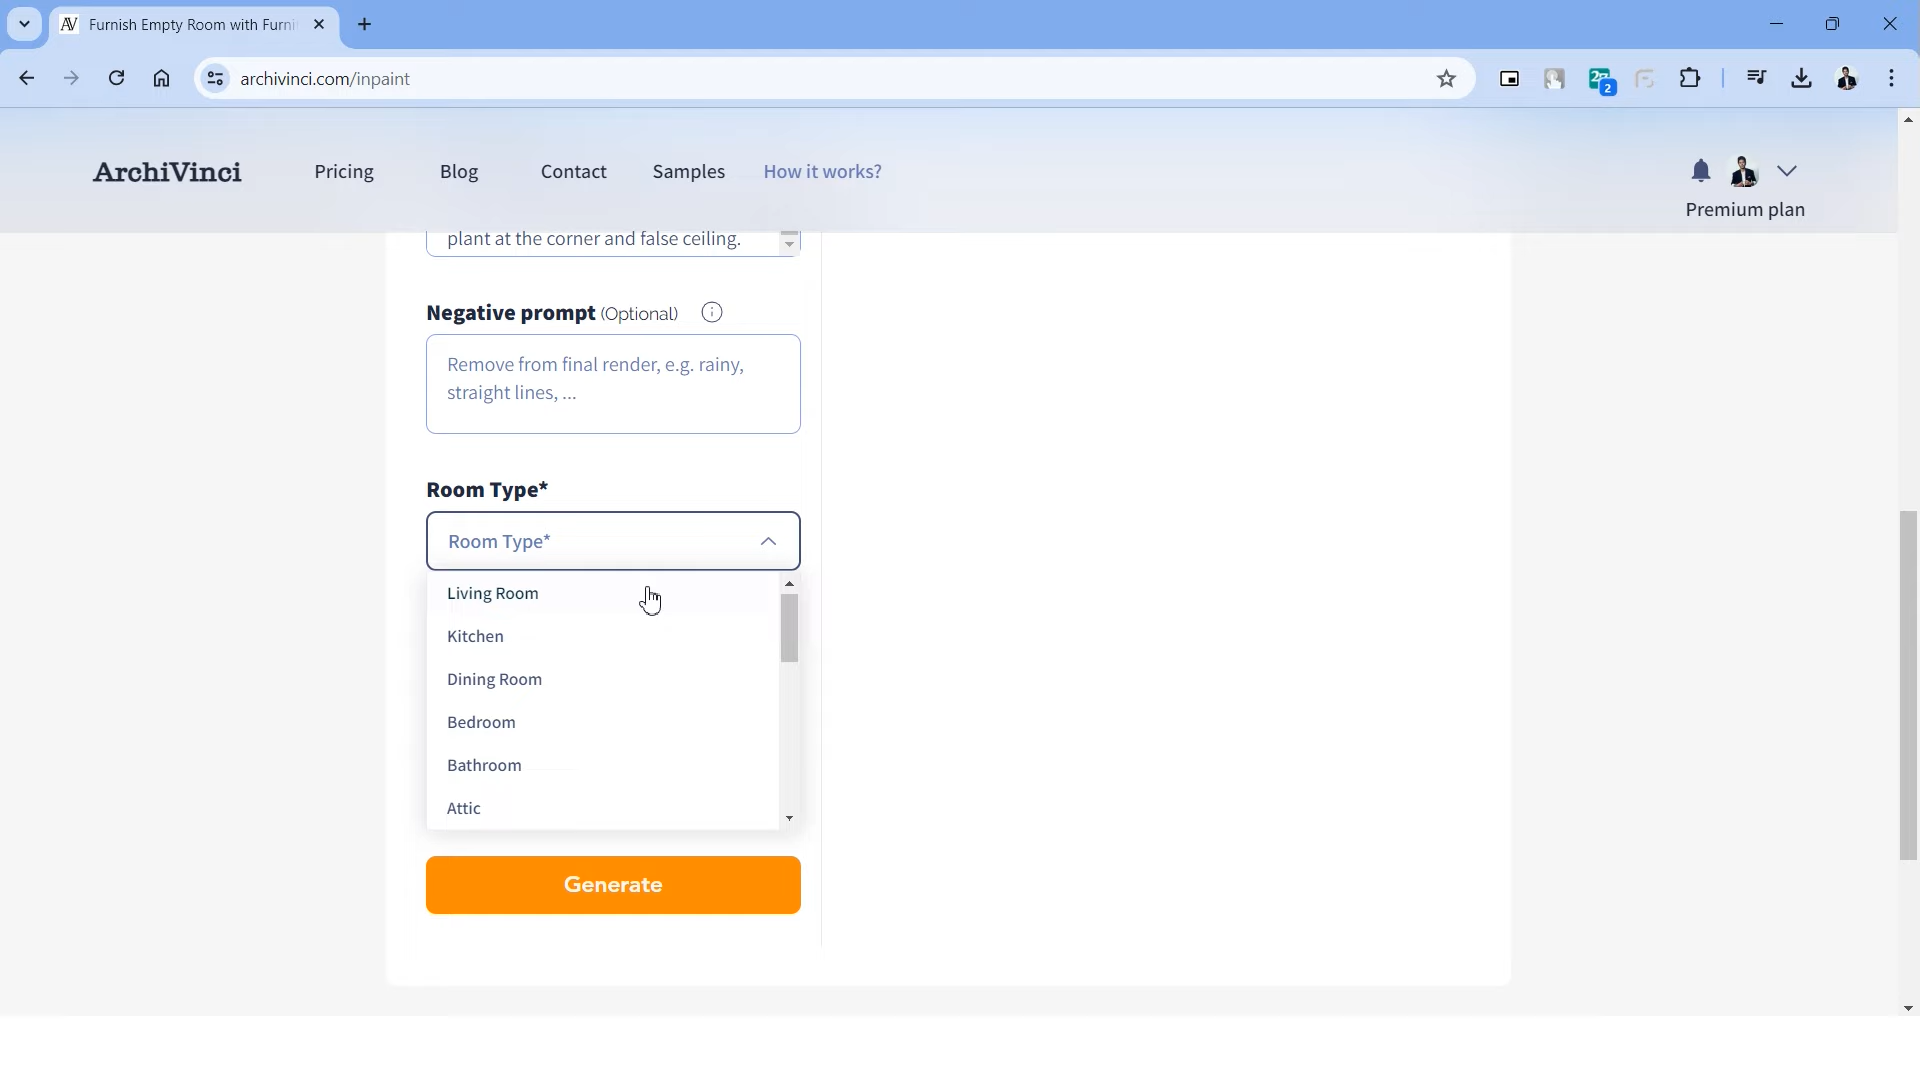 AV Furnish Empty Room with Furni
archivinci.com/inpaint
2
ArchiVinci
Pricing
Blog
Contact
Samples
How it works?
Premium plan
plant at the corner and false ceiling.
Negative prompt (Optional)
Remove from final render, e.g. rainy,
straight lines, ...
Room Type*
Room Type*
Living Room
Kitchen
Dining Room
Bedroom
Bathroom
Attic
Generate